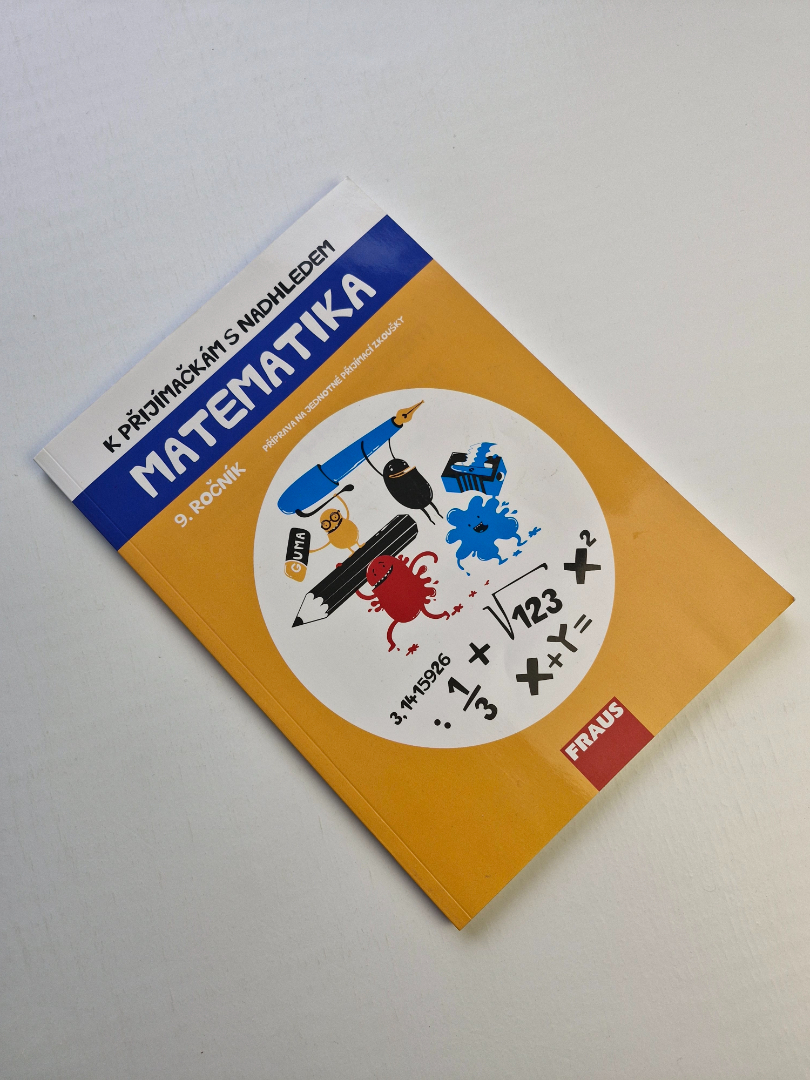 K PŘIJÍMAČKÁM S NADHLEDEM
MATEMATIKA
9. ROČNÍK
PŘÍPRAVA NA JEDNOTNÉ PŘIJÍMACÍ ZKOUŠKY
GUMA
3,1415926
: 1/3 × √123 X²
X+Y=
FRAUS